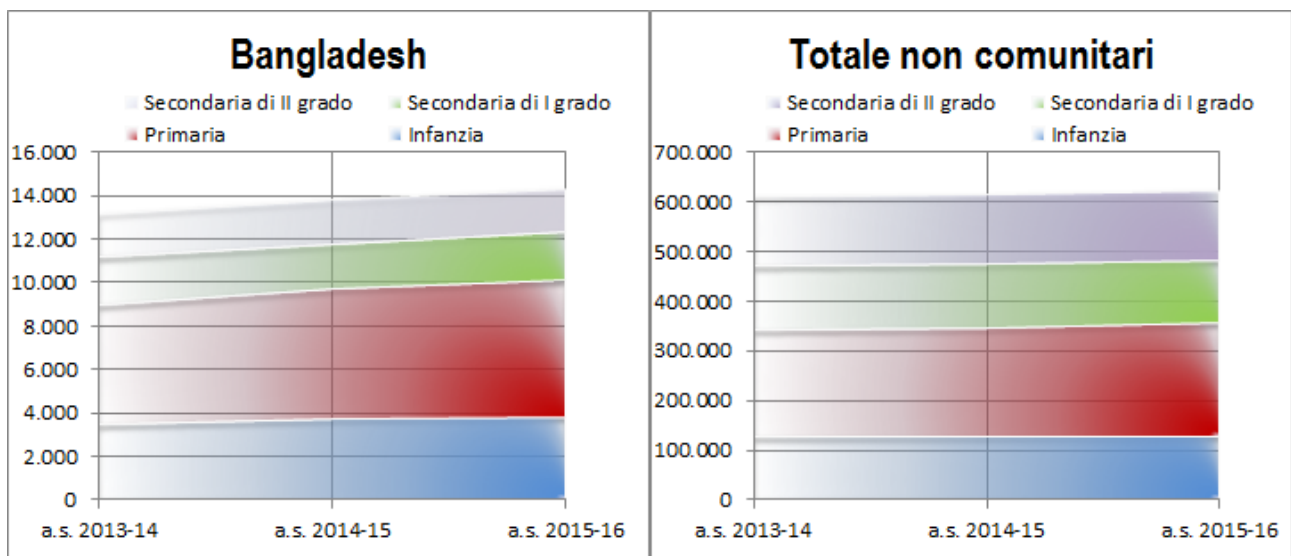 Bangladesh
Secondaria di II grado Secondaria di I grado
Primaria Infanzia
16.000
14.000
12.000
10.000
8.000
6.000
4.000
2.000
0
a.s. 2013-14 a.s. 2014-15 a.s. 2015-16
Totale non comunitari
Secondaria di II grado Secondaria di I grado
Primaria Infanzia
700.000
600.000
500.000
400.000
300.000
200.000
100.000
0
a.s. 2013-14 a.s. 2014-15 a.s. 2015-16